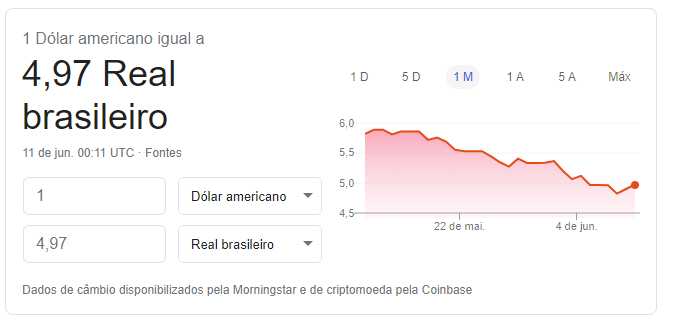 1 Dólar americano igual a
4,97 Real
brasileiro
11 de jun. 00:11 UTC · Fontes
1 Dólar americano
4,97 Real brasileiro
1 D 5 D 1 M 1 A 5 A Máx
6,0
5,5
5,0
4,5
22 de mai. 4 de jun.
Dados de câmbio disponibilizados pela Morningstar e de criptomoeda pela Coinbase